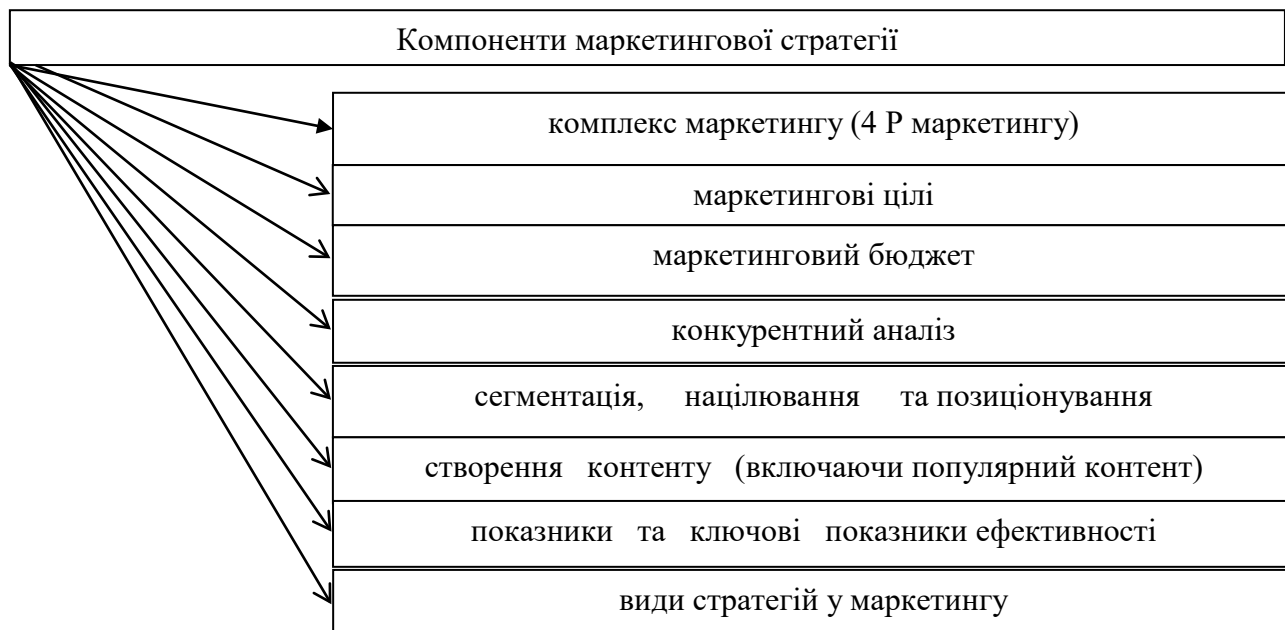 Компоненти маркетингової стратегії
комплекс маркетингу (4 Р маркетингу)
маркетингові цілі
маркетинговий бюджет
конкурентний аналіз
сегментація, націлювання та позиціонування
створення контенту (включаючи популярний контент)
показники та ключові показники ефективності
види стратегій у маркетингу